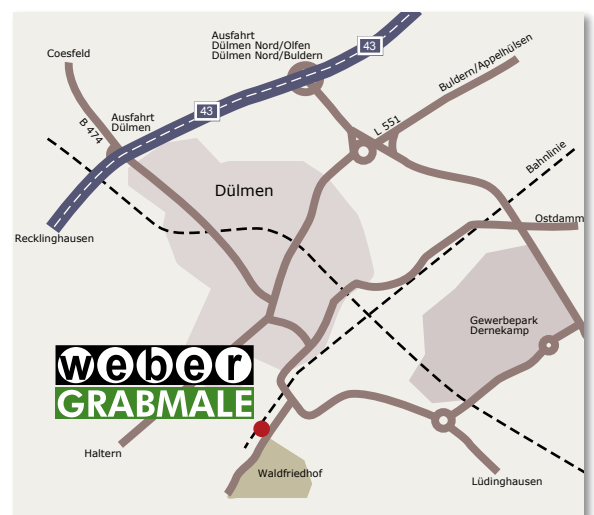 Ausfahrt
Dülmen Nord/Olfen
Dülmen Nord/Buldern
43
Coesfeld
Buldern/Appelhülsen
43
Ausfahrt
Dülmen
B 474
L 551
Bahnlinie
Dülmen
Ostdamm
Recklinghausen
Gewerbepark
Dernekamp
weber
GRABMALE
Haltern
Waldfriedhof
Lüdinghausen